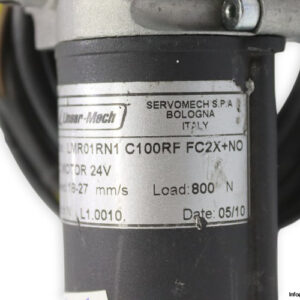 Linear-Mech
SERVOMECH S.P.A
BOLOGNA
ITALY
LMR01RN1 C100RF FC2X+NO
MOTOR 24V
18-27 mm/s Load: 800 N
L1.0010. Date: 05/10